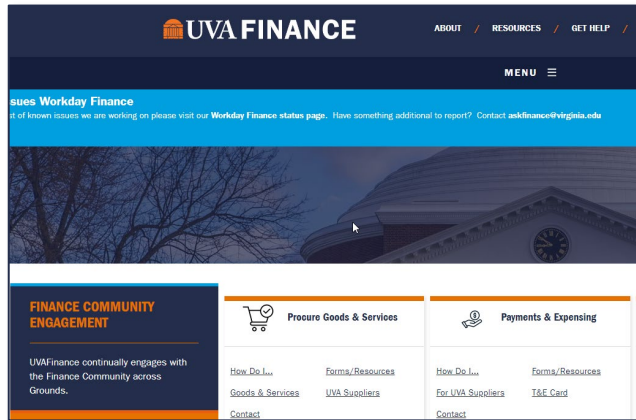 UVA FINANCE
ABOUT / RESOURCES / GET HELP /
MENU
sues Workday Finance
st of known issues we are working on please visit our Workday Finance status page. Have something additional to report? Contact askfinance@virginia.edu
FINANCE COMMUNITY
ENGAGEMENT
UVAFinance continually engages with
the Finance Community across
Grounds.
Procure Goods & Services
How Do I... Forms/Resources
Goods & Services UVA Suppliers
Contact
Payments & Expensing
How Do I... Forms/Resources
For UVA Suppliers T&E Card
Contact